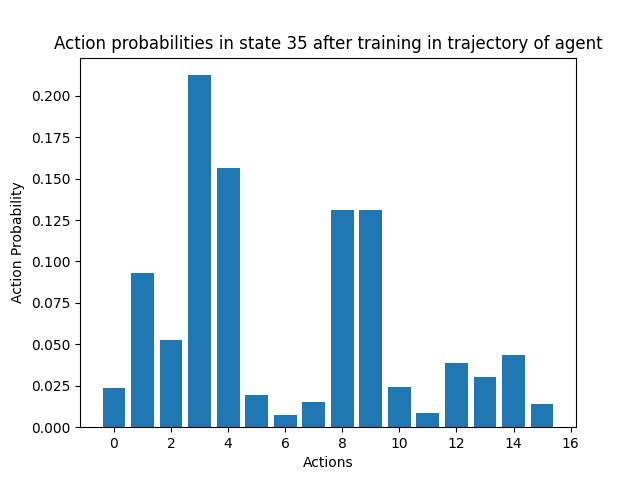 Action probabilities in state 35 after training in trajectory of agent
0.200
0.175
0.150
0.125
0.100
0.075
0.050
0.025
0.000
Action Probability
0 2 4 6 8 10 12 14 16
Actions